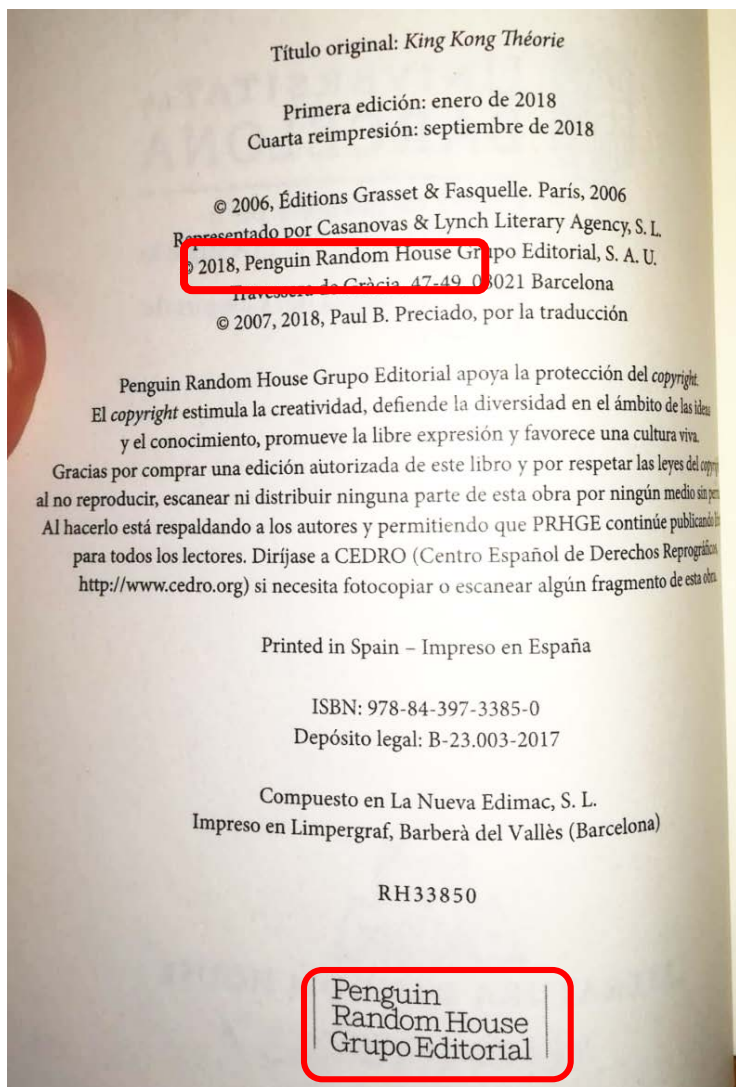 Título original: King Kong Théorie
Primera edición: enero de 2018
Cuarta reimpresión: septiembre de 2018
© 2006, Éditions Grasset & Fasquelle. París, 2006
Representado por Casanovas & Lynch Literary Agency, S. L.
© 2018, Penguin Random House Grupo Editorial, S. A. U.
Travessera de Gràcia, 47-49. 08021 Barcelona
© 2007, 2018, Paul B. Preciado, por la traducción
Penguin Random House Grupo Editorial apoya la protección del copyright.
El copyright estimula la creatividad, defiende la diversidad en el ámbito de las ideas
y el conocimiento, promueve la libre expresión y favorece una cultura viva.
Gracias por comprar una edición autorizada de este libro y por respetar las leyes del
al no reproducir, escanear ni distribuir ninguna parte de esta obra por ningún medio sin
Al hacerlo está respaldando a los autores y permitiendo que PRHGE continúe publicando
para todos los lectores. Diríjase a CEDRO (Centro Español de Derechos Reprográficos,
http://www.cedro.org) si necesita fotocopiar o escanear algún fragmento de esta obra.
Printed in Spain – Impreso en España
ISBN: 978-84-397-3385-0
Depósito legal: B-23.003-2017
Compuesto en La Nueva Edimac, S. L.
Impreso en Limpergraf, Barberà del Vallès (Barcelona)
RH33850
Penguin
Random House
Grupo Editorial